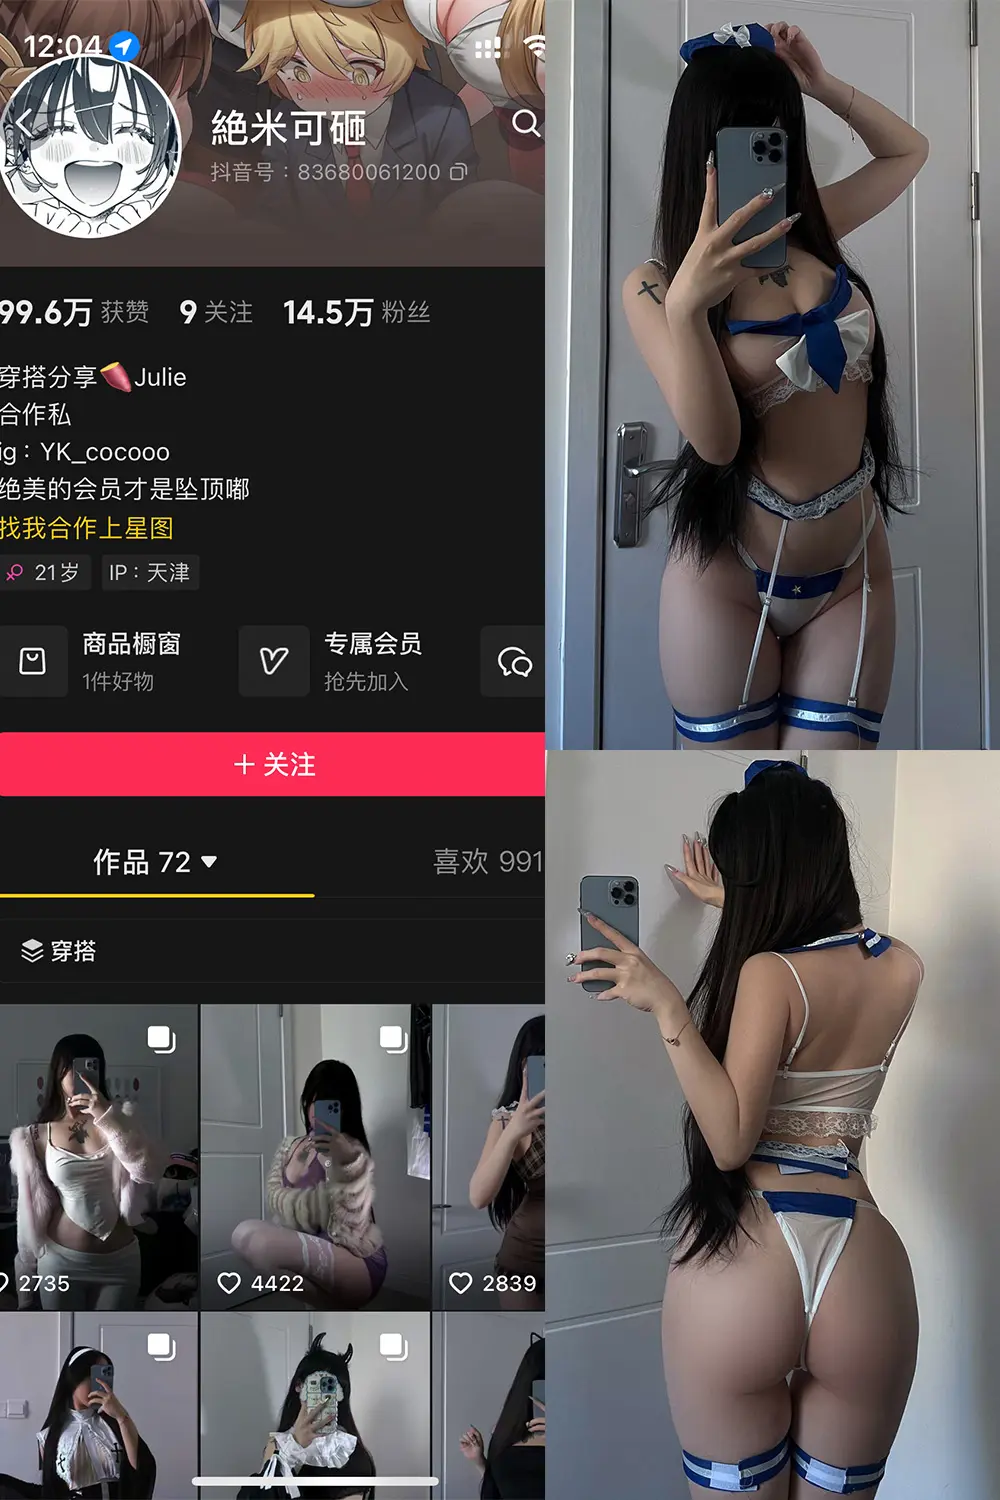 12:04
絶米可砸
抖音号：83680061200
99.6万 获赞 9 关注 14.5万 粉丝
穿搭分享🍠Julie
合作私
ig：YK_cocooo
绝美的会员才是坠顶嘟
找我合作上星图
21岁 IP：天津
商品橱窗
1件好物
专属会员
抢先加入
＋关注
作品 72 喜欢 991
穿搭
2735 4422 2839